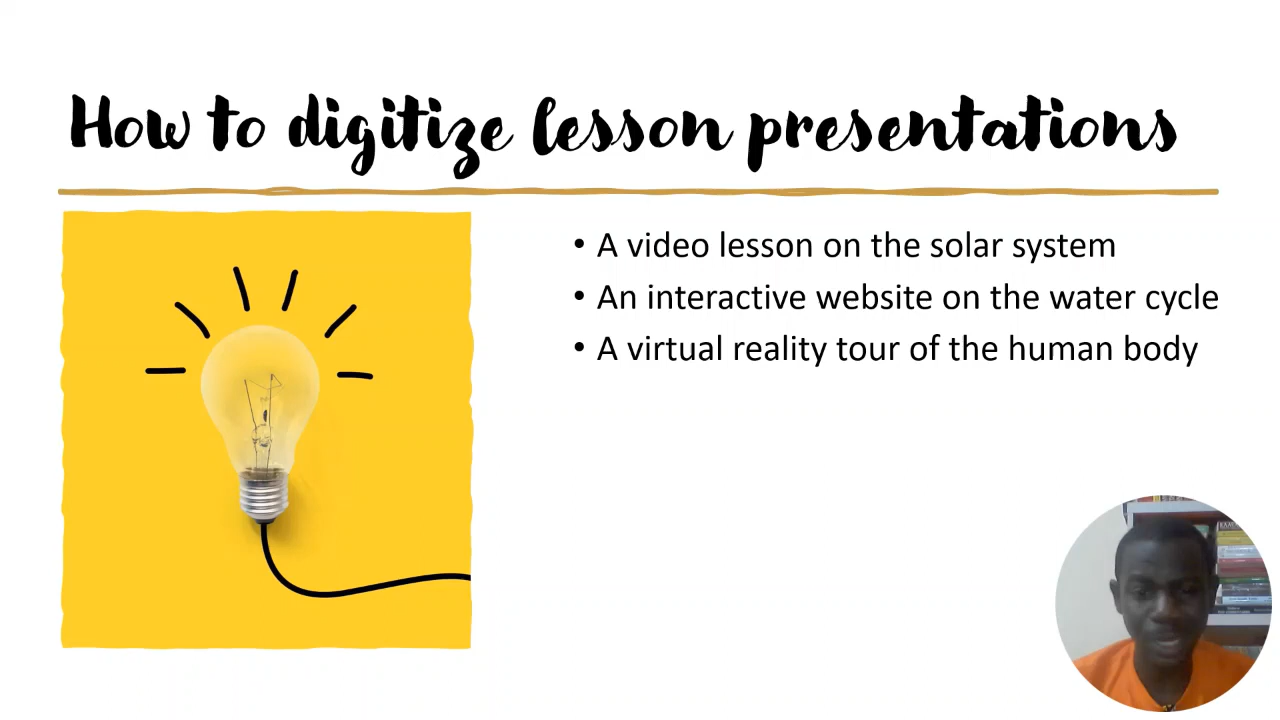 How to digitize lesson presentations
• A video lesson on the solar system
• An interactive website on the water cycle
• A virtual reality tour of the human body